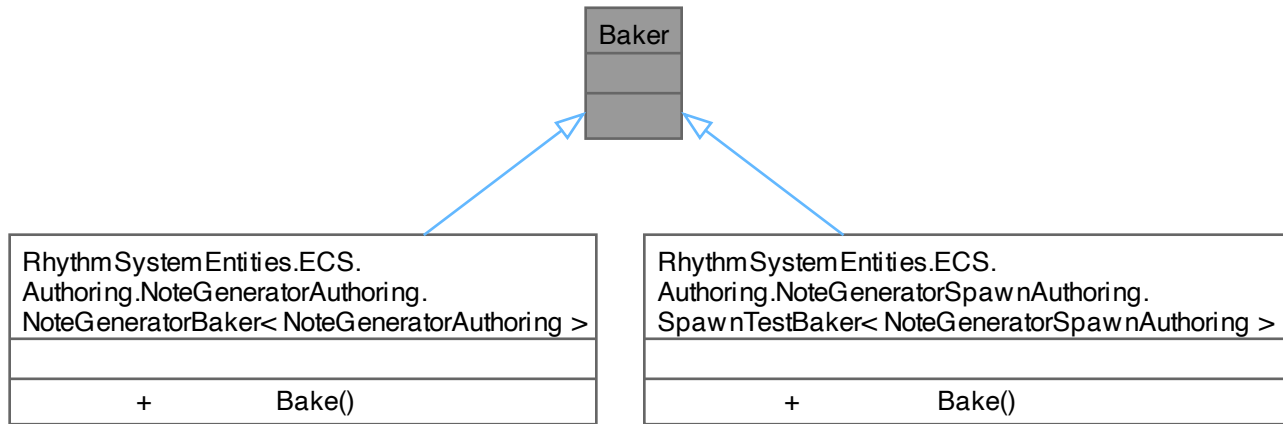 Baker
RhythmSystemEntities.ECS.
Authoring.NoteGeneratorAuthoring.
NoteGeneratorBaker< NoteGeneratorAuthoring >
+ Bake()
RhythmSystemEntities.ECS.
Authoring.NoteGeneratorSpawnAuthoring.
SpawnTestBaker< NoteGeneratorSpawnAuthoring >
+ Bake()